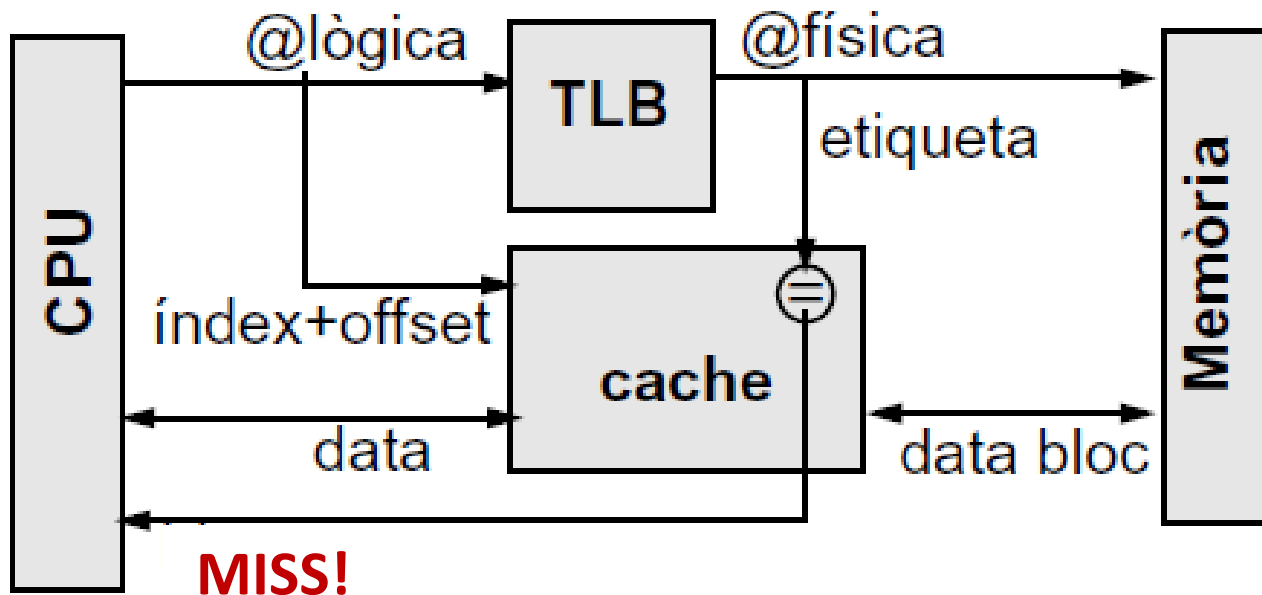 @lògica
@física
TLB
etiqueta
CPU
Memòria
índex+offset
cache
data
data bloc
MISS!